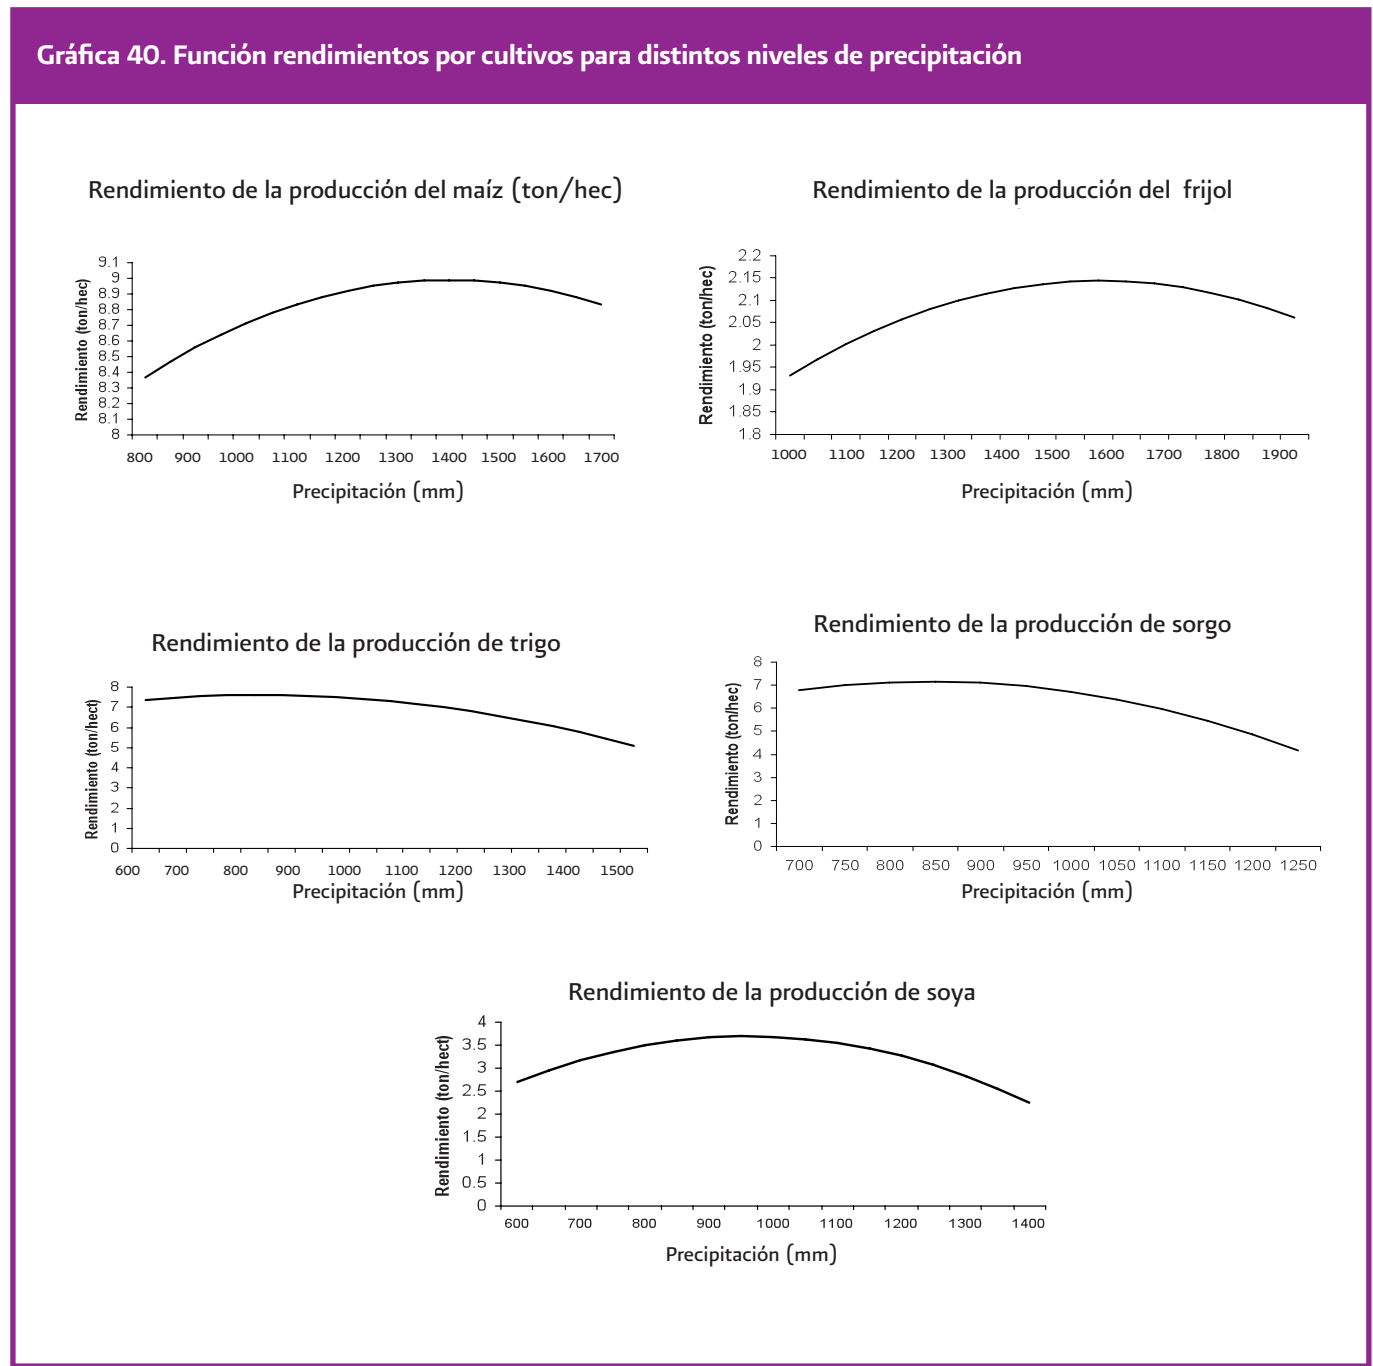 Gráfica 40. Función rendimientos por cultivos para distintos niveles de precipitación
Rendimiento de la producción del maíz (ton/hec)
Rendimiento (ton/hec)
9.1
9
8.9
8.8
8.7
8.6
8.5
8.4
8.3
8.2
8.1
8
800 900 1000 1100 1200 1300 1400 1500 1600 1700
Precipitación (mm)
Rendimiento de la producción del frijol
Rendimiento (ton/hec)
2.2
2.15
2.1
2.05
2
1.95
1.9
1.85
1.8
1000 1100 1200 1300 1400 1500 1600 1700 1800 1900
Precipitación (mm)
Rendimiento de la producción de trigo
Rendimiento (ton/hect)
8
7
6
5
4
3
2
1
0
600 700 800 900 1000 1100 1200 1300 1400 1500
Precipitación (mm)
Rendimiento de la producción de sorgo
Rendimiento (ton/hec)
8
7
6
5
4
3
2
1
0
700 750 800 850 900 950 1000 1050 1100 1150 1200 1250
Precipitación (mm)
Rendimiento de la producción de soya
Rendimiento (ton/hect)
4
3.5
3
2.5
2
1.5
1
0.5
0
600 700 800 900 1000 1100 1200 1300 1400
Precipitación (mm)